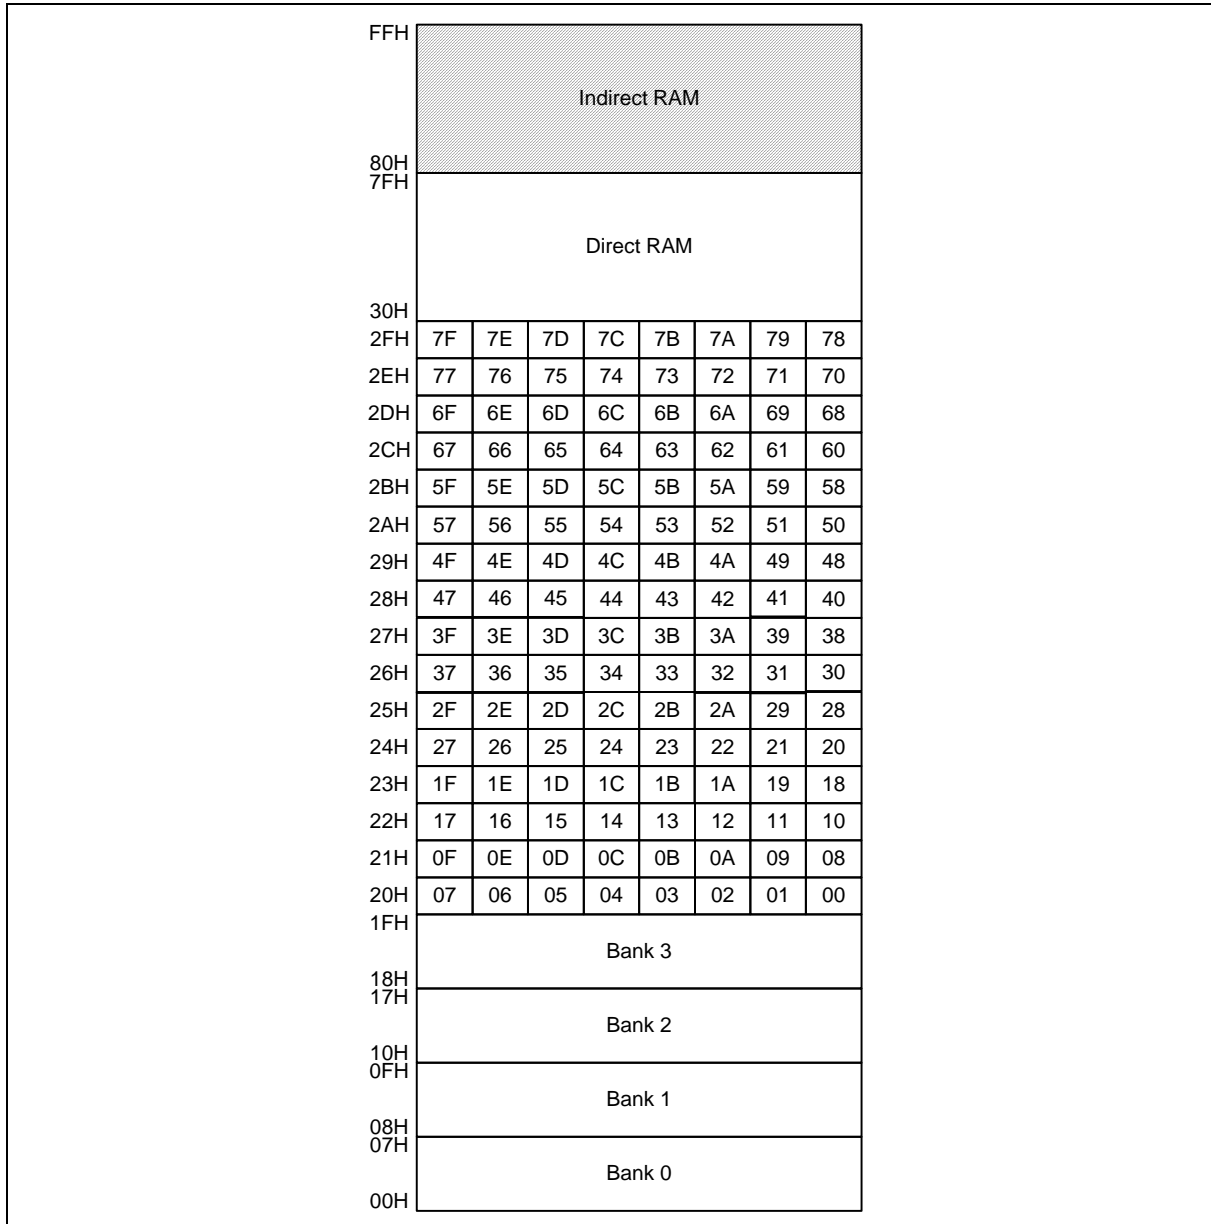 FFH
Indirect RAM
80H
7FH
Direct RAM
30H
2FH 7F 7E 7D 7C 7B 7A 79 78
2EH 77 76 75 74 73 72 71 70
2DH 6F 6E 6D 6C 6B 6A 69 68
2CH 67 66 65 64 63 62 61 60
2BH 5F 5E 5D 5C 5B 5A 59 58
2AH 57 56 55 54 53 52 51 50
29H 4F 4E 4D 4C 4B 4A 49 48
28H 47 46 45 44 43 42 41 40
27H 3F 3E 3D 3C 3B 3A 39 38
26H 37 36 35 34 33 32 31 30
25H 2F 2E 2D 2C 2B 2A 29 28
24H 27 26 25 24 23 22 21 20
23H 1F 1E 1D 1C 1B 1A 19 18
22H 17 16 15 14 13 12 11 10
21H 0F 0E 0D 0C 0B 0A 09 08
20H 07 06 05 04 03 02 01 00
1FH
Bank 3
18H
17H
Bank 2
10H
0FH
Bank 1
08H
07H
Bank 0
00H